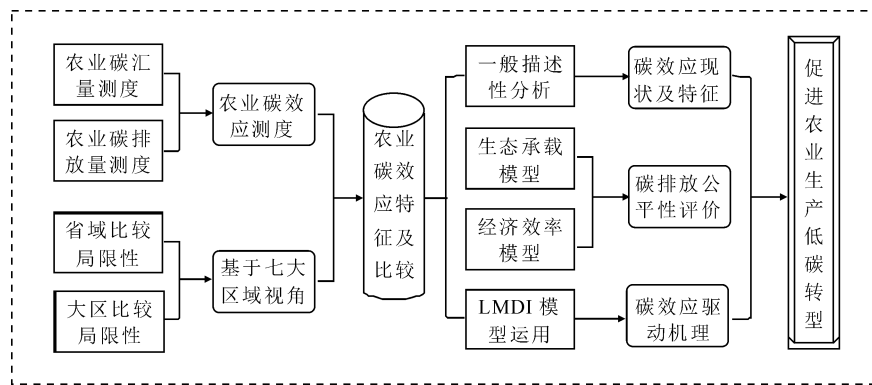 农业碳汇
量测度
农业碳排
放量测度
农业碳效
应测度
省域比较
局限性
大区比较
局限性
基于七大
区域视角
农业
碳效
应特
征及
比较
一般描述
性分析
生态承载
模型
经济效率
模型
LMDI 模
型运用
碳效应现
状及特征
碳排放公
平性评价
碳效应驱
动机理
促进农业生产低碳转型